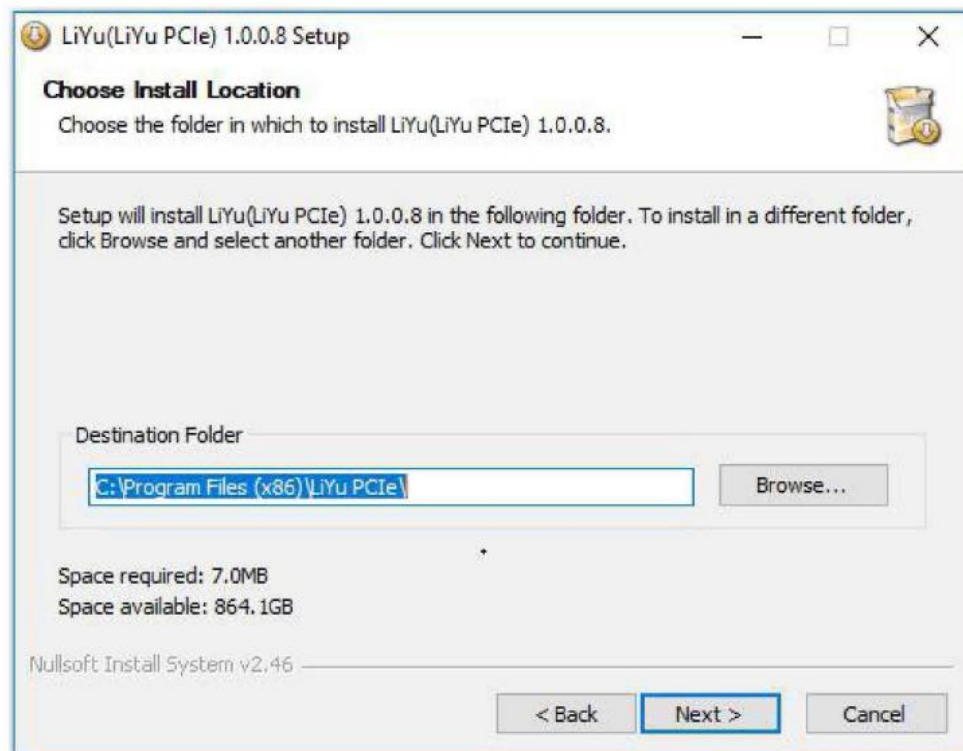 LiYu(LiYu PCIe) 1.0.0.8 Setup
Choose Install Location
Choose the folder in which to install LiYu(LiYu PCIe) 1.0.0.8.
Setup will install LiYu(LiYu PCIe) 1.0.0.8 in the following folder. To install in a different folder,
click Browse and select another folder. Click Next to continue.
Destination Folder
C:\Program Files (x86)\LiYu PCIe\
Browse...
Space required: 7.0MB
Space available: 864.1GB
Nullsoft Install System v2.46
< Back
Next >
Cancel